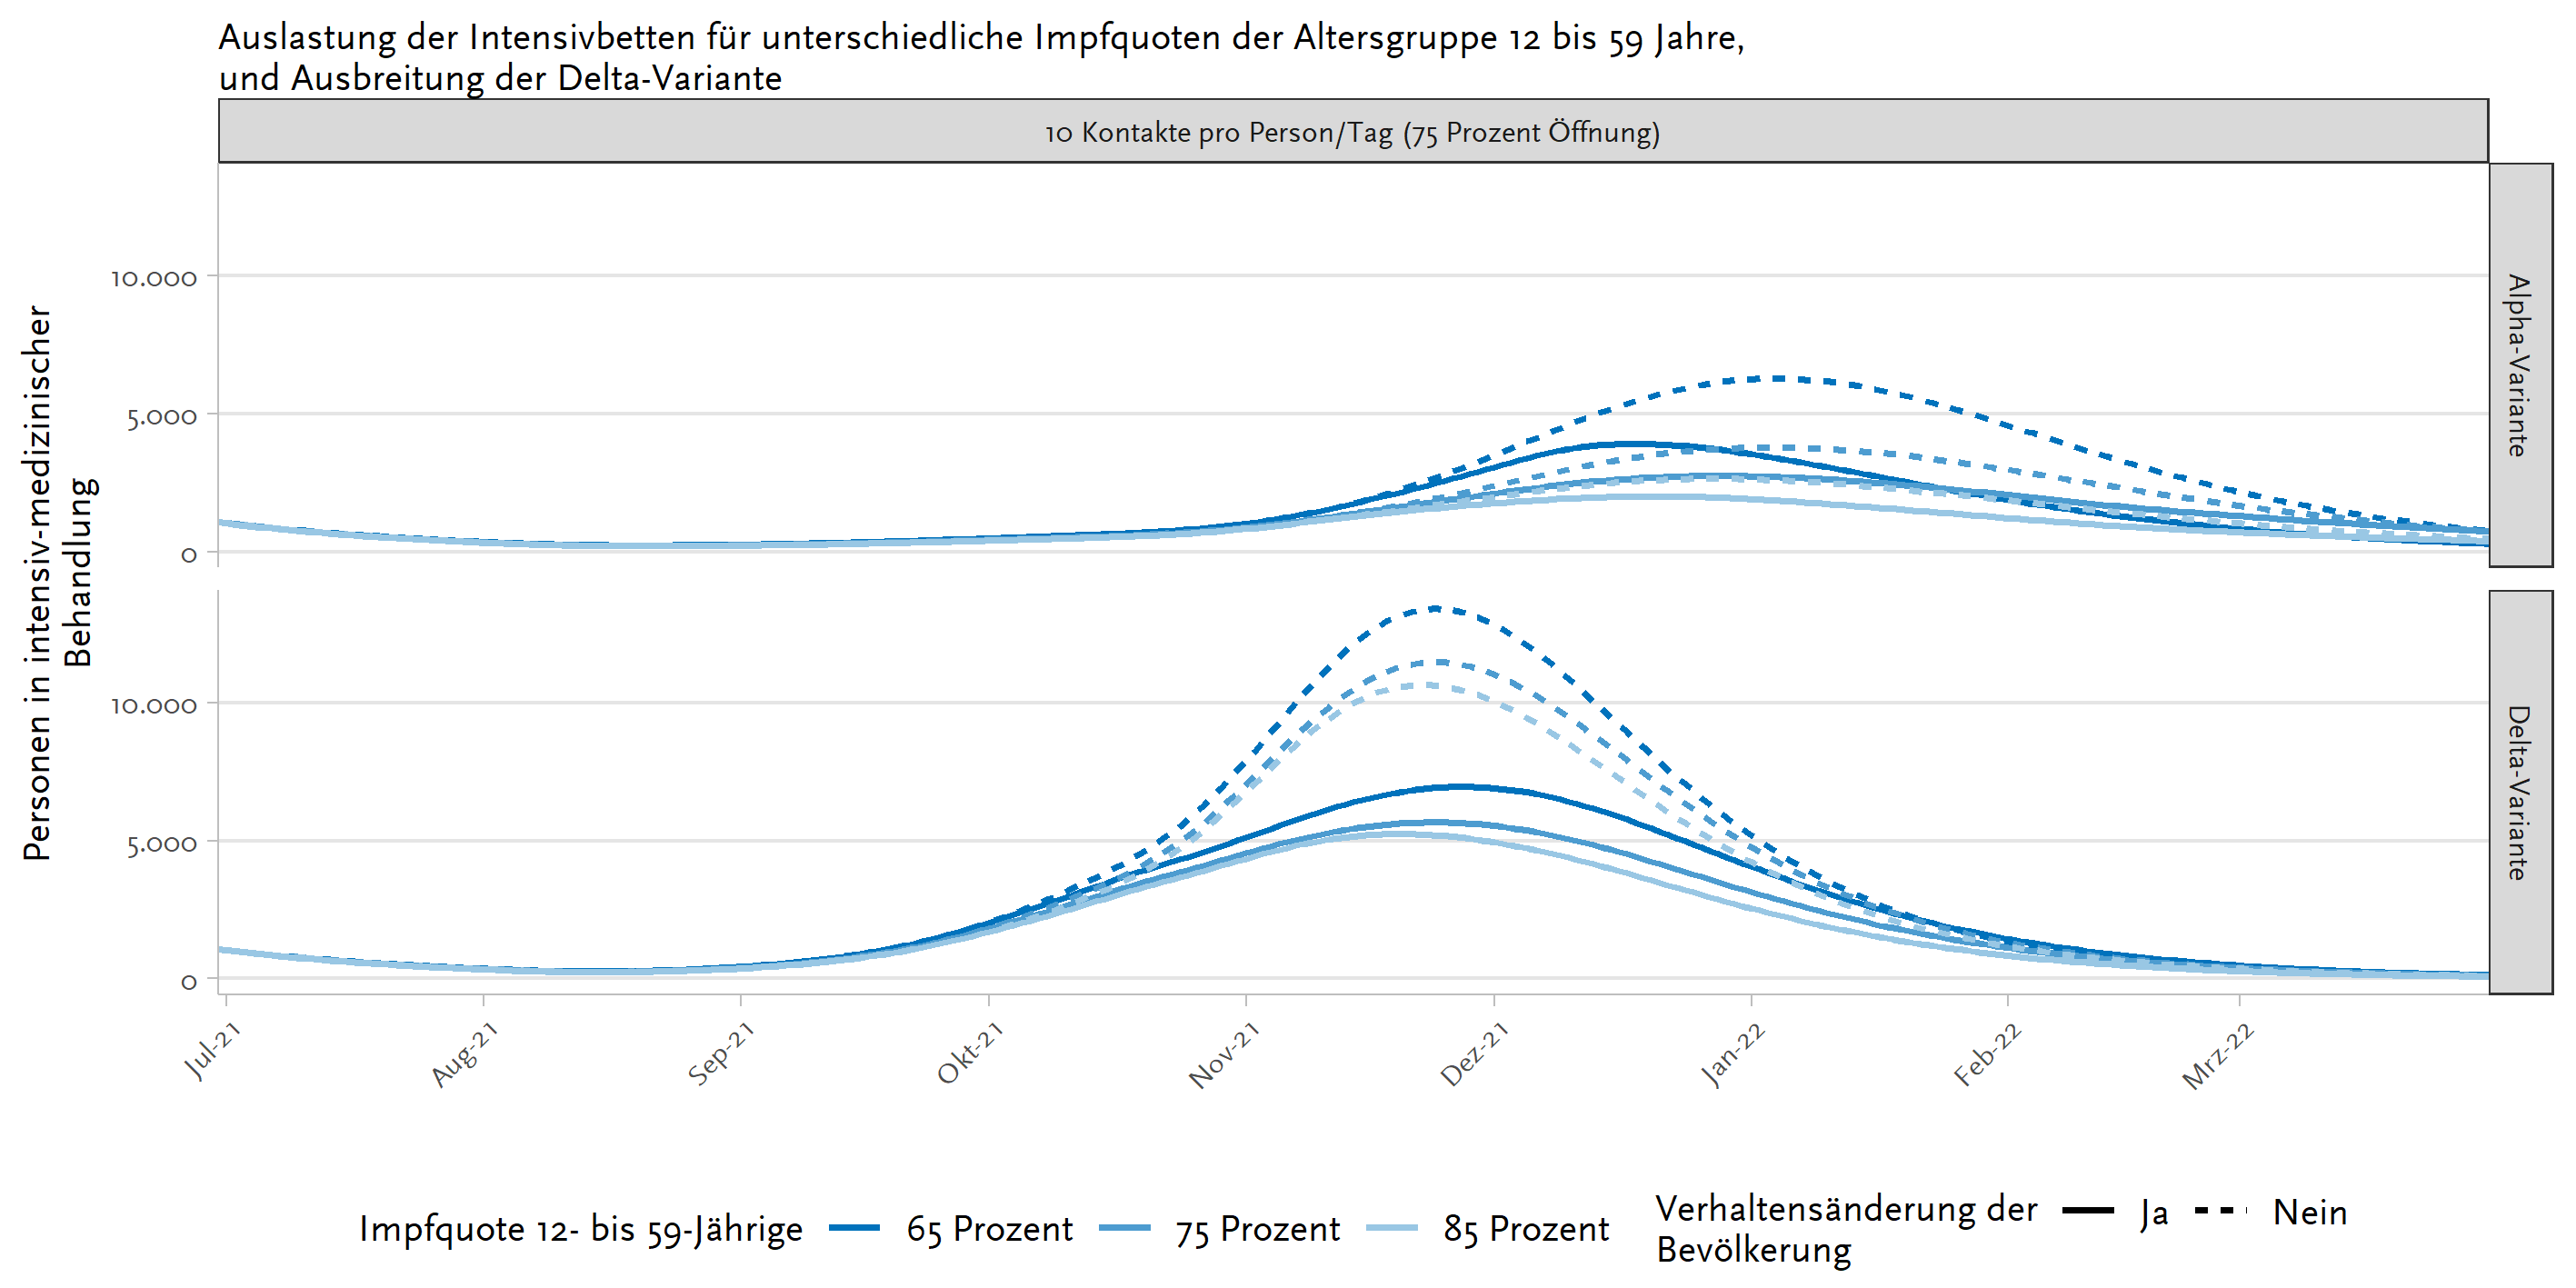 Auslastung der Intensivbetten für unterschiedliche Impfquoten der Altersgruppe 12 bis 59 Jahre,
und Ausbreitung der Delta-Variante
10 Kontakte pro Person/Tag (75 Prozent Öffnung)
Personen in intensiv-medizinischer
Behandlung
10.000
5.000
0
Alpha-Variante
10.000
5.000
0
Delta-Variante
Jul-21
Aug-21
Sep-21
Okt-21
Nov-21
Dez-21
Jan-22
Feb-22
Mrz-22
Impfquote 12- bis 59-Jährige
65 Prozent
75 Prozent
85 Prozent
Verhaltensänderung der
Bevölkerung
Ja
Nein